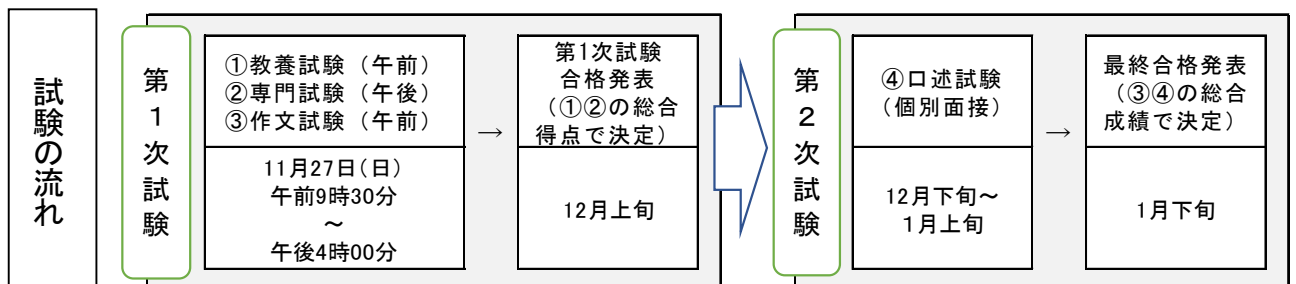 試験の流れ
第1次試験
①教養試験（午前）
②専門試験（午後）
③作文試験（午前）
11月27日(日)
午前9時30分
～
午後4時00分
→
第1次試験
合格発表
（①②の総合
得点で決定）
12月上旬
第2次試験
④口述試験
（個別面接）
12月下旬～
1月上旬
→
最終合格発表
（③④の総合
成績で決定）
1月下旬